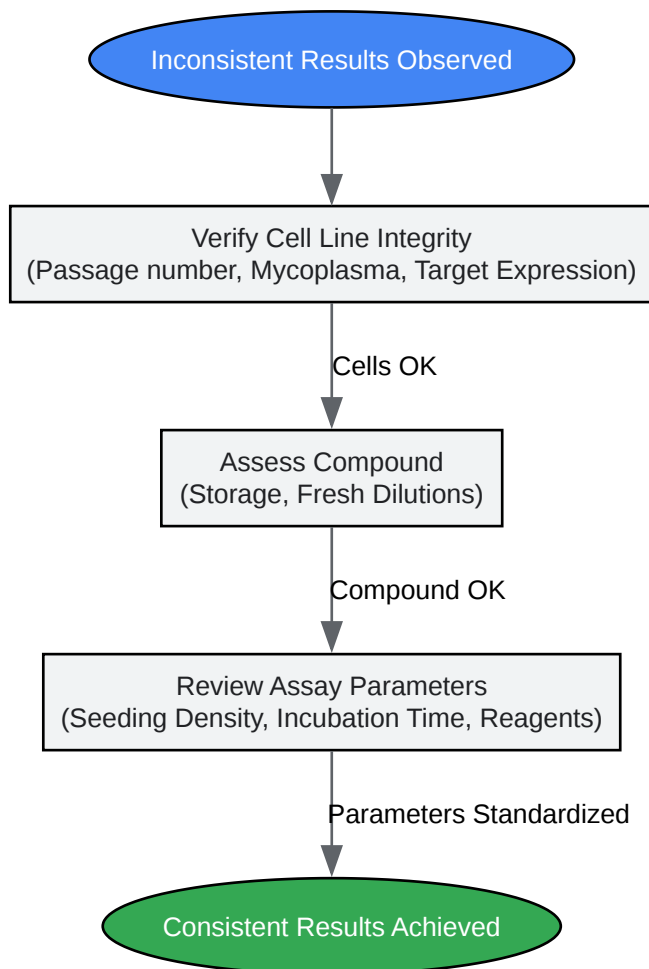 Inconsistent Results Observed
Verify Cell Line Integrity
(Passage number, Mycoplasma, Target Expression)
Cells OK
Assess Compound
(Storage, Fresh Dilutions)
Compound OK
Review Assay Parameters
(Seeding Density, Incubation Time, Reagents)
Parameters Standardized
Consistent Results Achieved